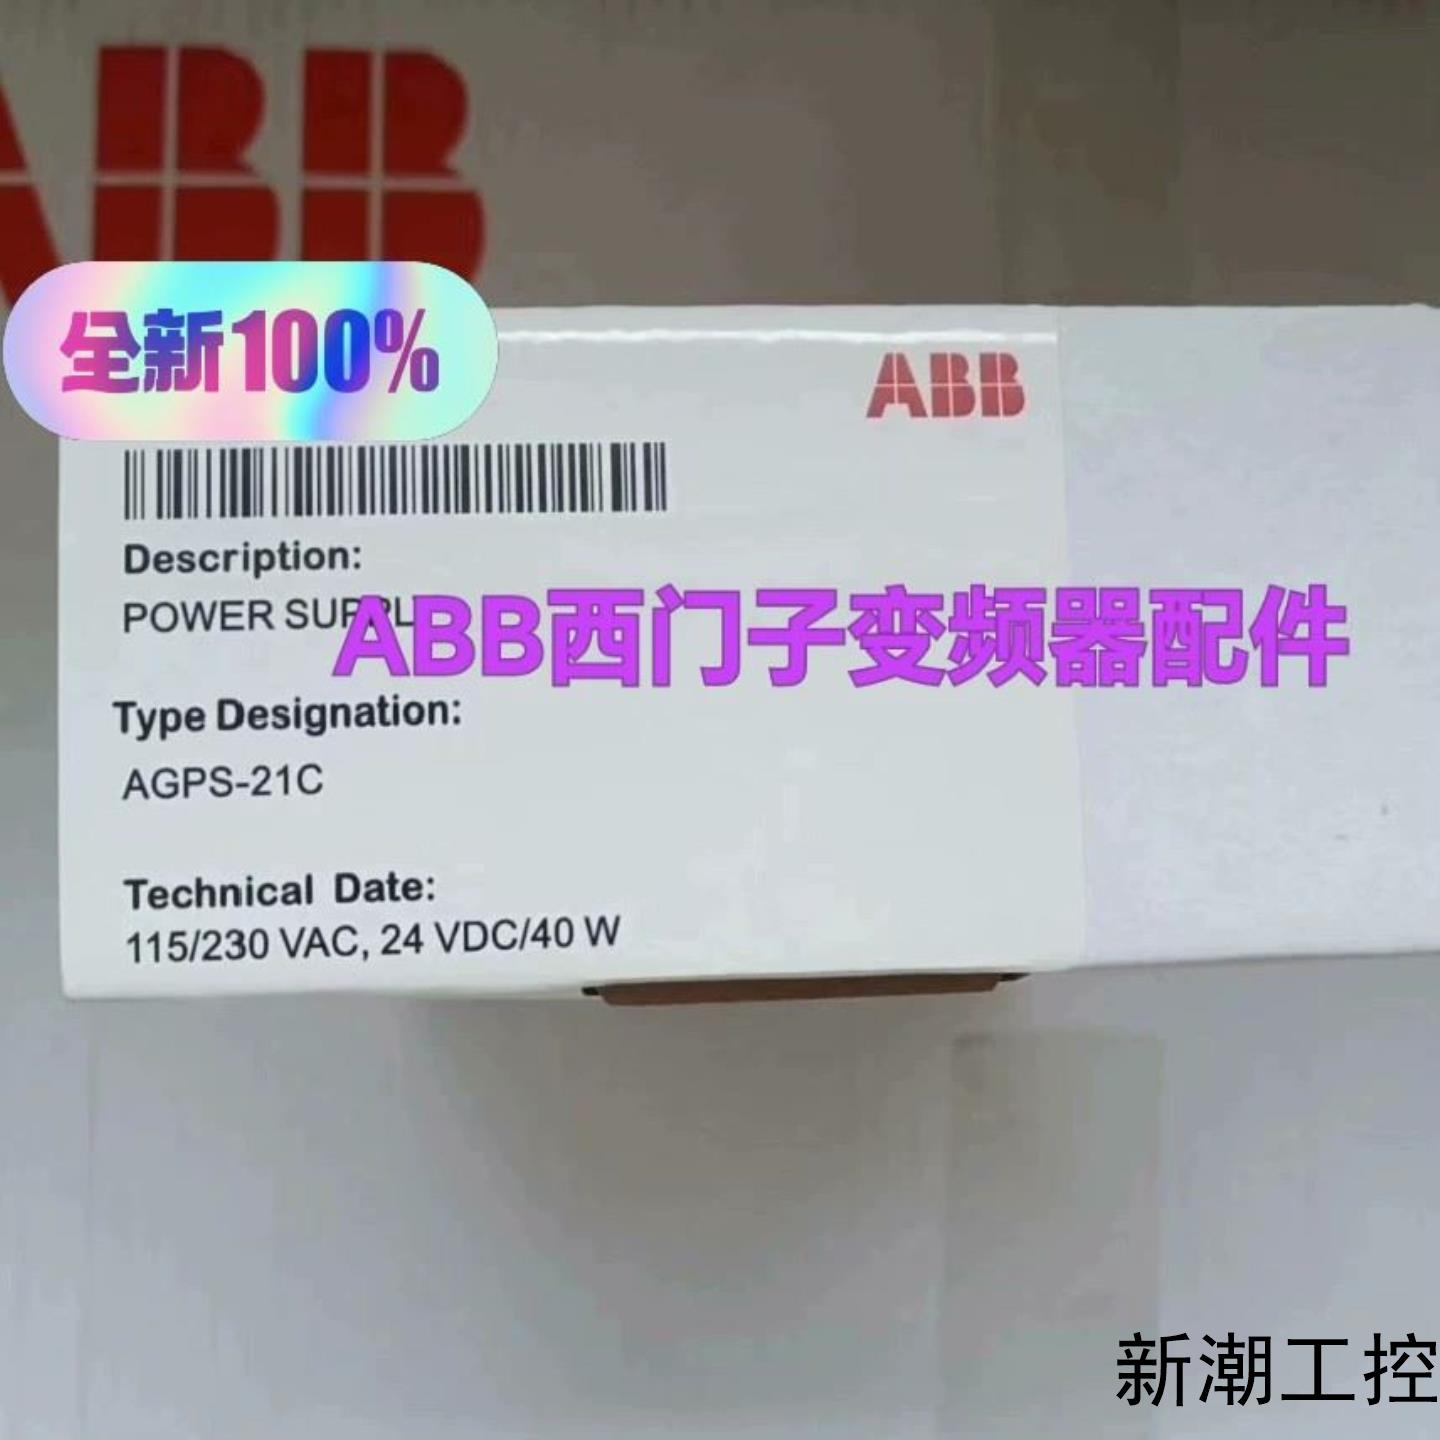 ABB
全新100%
ABB
Description:
POWER SUPPL
ABB西门子变频器配件
Type Designation:
AGPS-21C
Technical Date:
115/230 VAC, 24 VDC/40 W
新潮工控